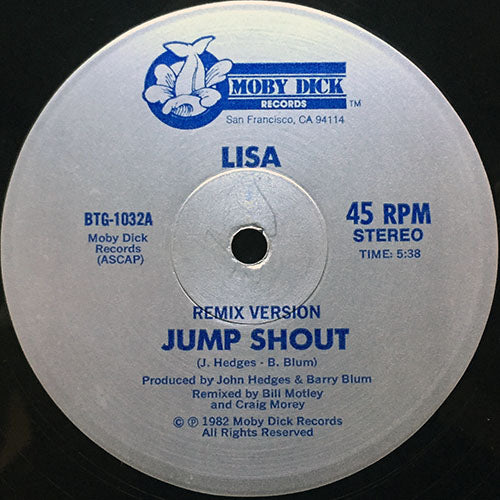 MOBY DICK
RECORDS
TM
San Francisco, CA 94114
LISA
BTG-1032A
Moby Dick
Records
(ASCAP)
45 RPM
STEREO
TIME: 5:38
REMIX VERSION
JUMP SHOUT
(J. Hedges - B. Blum)
Produced by John Hedges & Barry Blum
Remixed by Bill Motley
and Craig Morey
© ℗ 1982 Moby Dick Records
All Rights Reserved